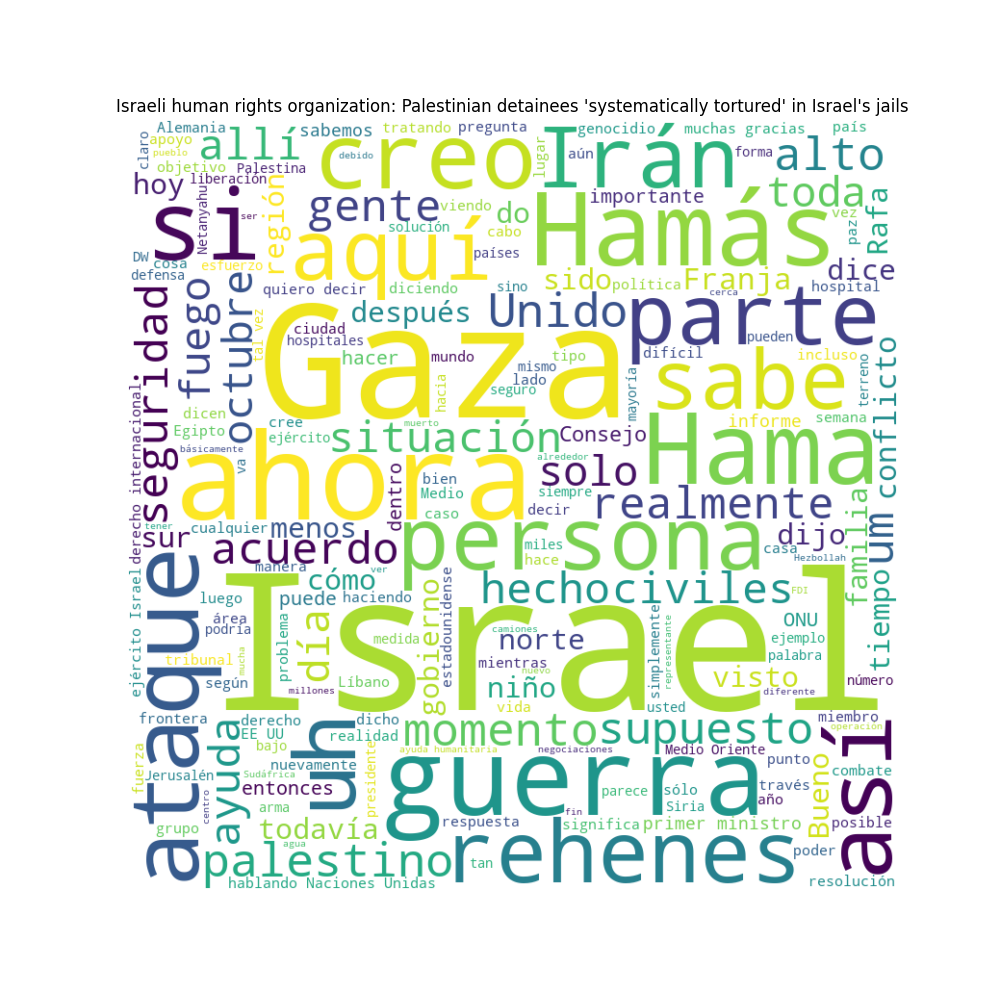 Israeli human rights organization: Palestinian detainees 'systematically tortured' in Israel's jails
Alemania
sabemos
tratando
pregunta
genocidio
muchas gracias
país
claro
apoyo
pueblo
allí
debido
creo
lugar
Irán
aún
forma
alto
objetivo
Palestina
hoy
liberación
Netanyahu
ser
si
región
gente
viendo
do
importante
toda
vez
paz
Rafa
solución
cabo
Hamás
DW
cosa
defensa
esfuerzo
aquí
países
sido
política
Franja
dice
quiero decir
diciendo
sino
cerca
hospital
seguridad
fuego
octubre
tal vez
ciudad
hospitales
después
Unido
parte
Gaza
hacer
mundo
tipo
difícil
pueden
incluso
mismo
lado
seguro
hacia
mayoría
sabe
terreno
conflicto
derecho internacional
dicen
Egipto
básicamente
cree
ejército
muerto
situación
Consejo
informe
semana
va
ahora
alrededor
Hama
dentro
bien
Medio
siempre
solo
tener
sur
cualquier
menos
caso
decir
realmente
dijo
um
familia
acuerdo
persona
miles
hace
casa
Hezbollah
ataque
manera
ver
cómo
puede
haciendo
hechociviles
FDI
tiempo
ejército Israel
luego
área
podría
tribunal
según
mucha
problema
día
millones
Israel
medida
Líbano
gobierno
estadounidense
camiones
norte
mientras
niño
nuevo
vida
simplemente
representante
usted
ONU
ejemplo
palabra
visto
diferente
número
frontera
derecho
EE UU
bajo
dicho
realidad
momento
supuesto
miembro
operación
fuerza
ayuda
uh
nuevamente
presidente
ayuda humanitaria
negociaciones
Medio Oriente
punto
así
Jerusalén
Sudáfrica
entonces
centro
arma
guerra
parece
sólo
Siria
año
través
combate
Bueno
posible
grupo
todavía
respuesta
fin
significa
primer ministro
agua
palestino
tan
rehenes
poder
hablando
Naciones Unidas
resolución